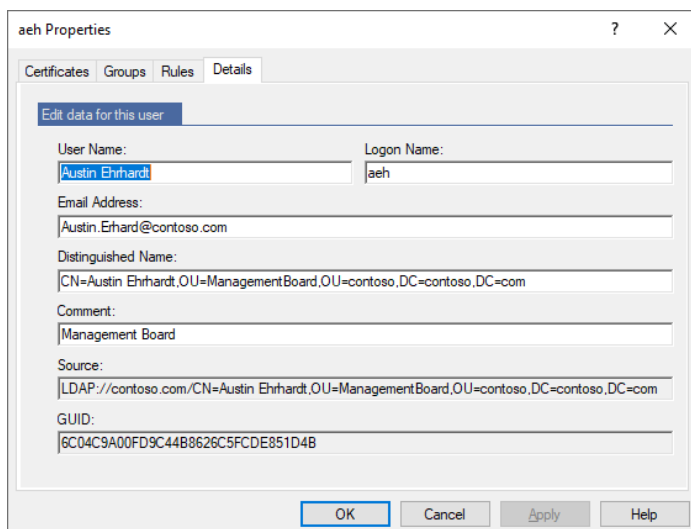 aeh Properties
Certificates Groups Rules Details
Edit data for this user
User Name: Logon Name:
Austin Ehrhardt aeh
Email Address:
Austin.Erhard@contoso.com
Distinguished Name:
CN=Austin Ehrhardt,OU=ManagementBoard,OU=contoso,DC=contoso,DC=com
Comment:
Management Board
Source:
LDAP://contoso.com/CN=Austin Ehrhardt,OU=ManagementBoard,OU=contoso,DC=contoso,DC=com
GUID:
6C04C9A00FD9C44B8626C5FCDE851D4B
OK Cancel Apply Help